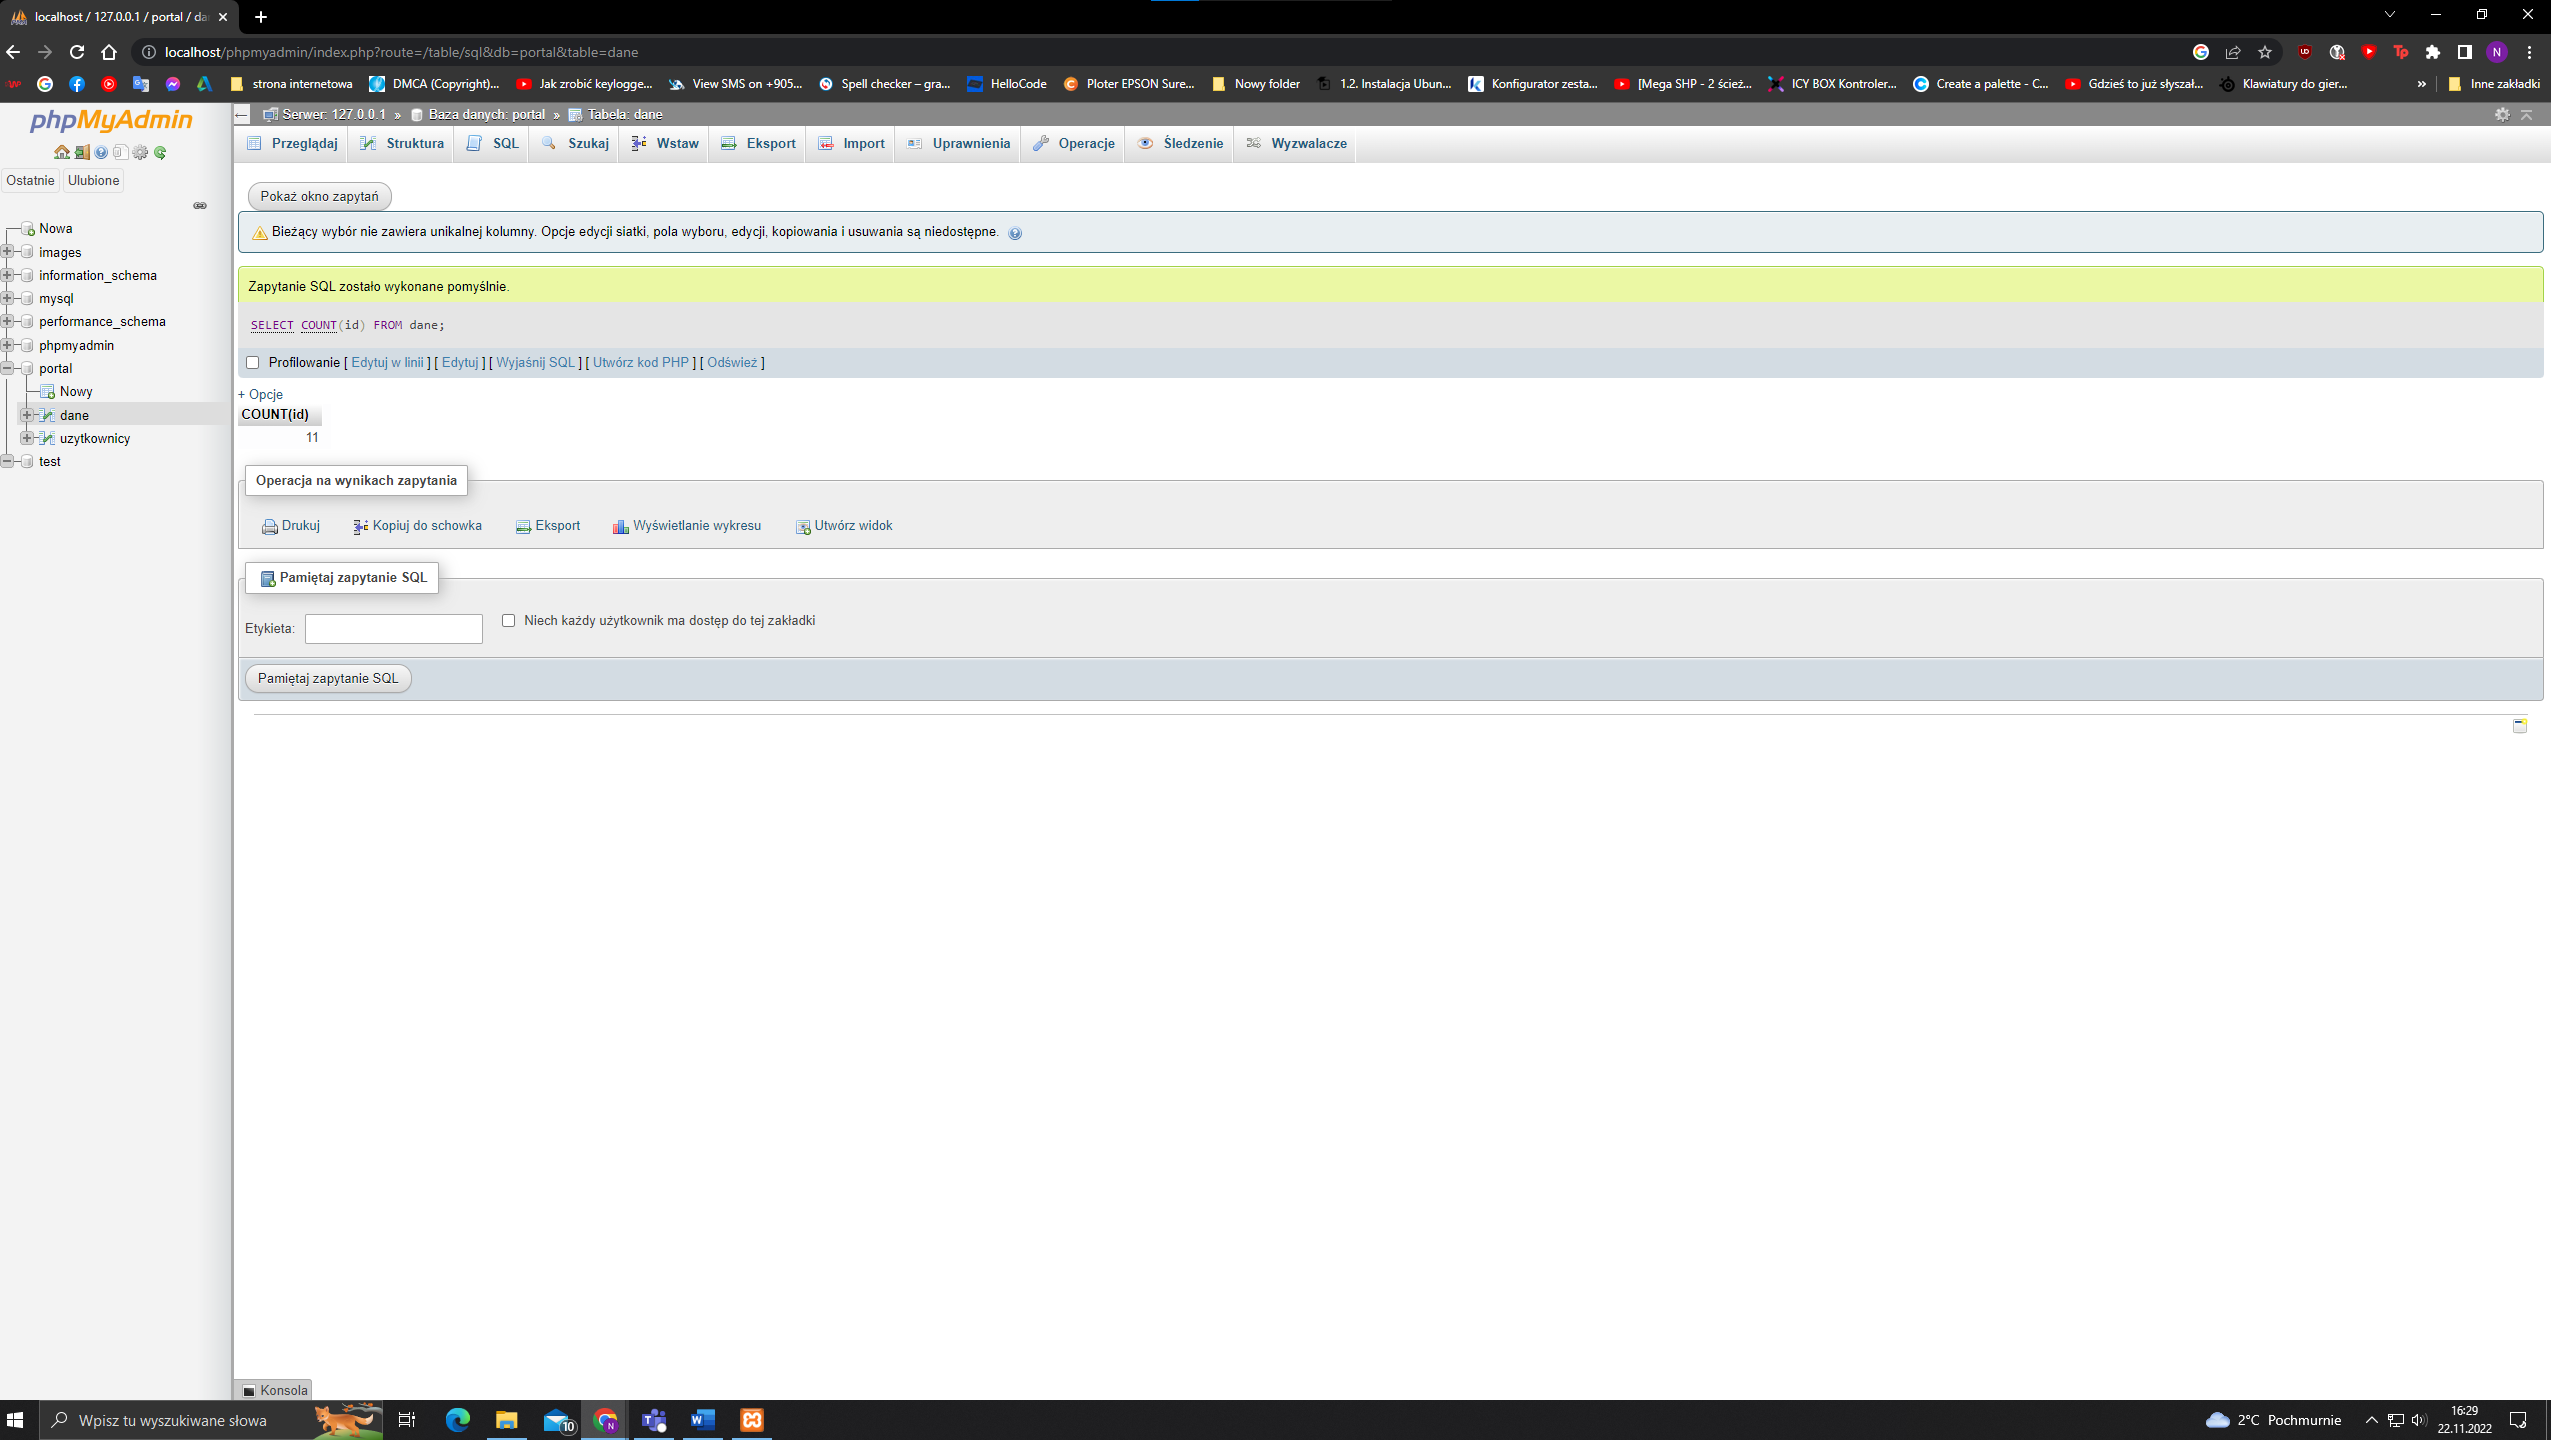 localhost / 127.0.0.1 / portal / da
localhost/phpmyadmin/index.php?route=/table/sql&db=portal&table=dane
N
strona internetowa
DMCA (Copyright)...
Jak zrobić keylogge...
View SMS on +905...
Spell checker – gra...
HelloCode
Ploter EPSON Sure...
Nowy folder
1.2. Instalacja Ubun...
Konfigurator zesta...
[Mega SHP - 2 ścież...
ICY BOX Kontroler...
Create a palette - C...
Gdzieś to już słyszał...
Klawiatury do gier...
»
Inne zakładki
phpMyAdmin
Ostatnie
Ulubione
Nowa
images
information_schema
mysql
performance_schema
phpmyadmin
portal
Nowy
dane
uzytkownicy
test
Serwer: 127.0.0.1 » Baza danych: portal » Tabela: dane
Przeglądaj
Struktura
SQL
Szukaj
Wstaw
Eksport
Import
Uprawnienia
Operacje
Śledzenie
Wyzwalacze
Pokaż okno zapytań
Bieżący wybór nie zawiera unikalnej kolumny. Opcje edycji siatki, pola wyboru, edycji, kopiowania i usuwania są niedostępne.
Zapytanie SQL zostało wykonane pomyślnie.
SELECT COUNT(id) FROM dane;
Profilowanie [ Edytuj w linii ] [ Edytuj ] [ Wyjaśnij SQL ] [ Utwórz kod PHP ] [ Odśwież ]
+ Opcje
COUNT(id)
11
Operacja na wynikach zapytania
Drukuj
Kopiuj do schowka
Eksport
Wyświetlanie wykresu
Utwórz widok
Pamiętaj zapytanie SQL
Etykieta:
Niech każdy użytkownik ma dostęp do tej zakładki
Pamiętaj zapytanie SQL
Konsola
Wpisz tu wyszukiwane słowa
10
2°C Pochmurnie
16:29
22.11.2022